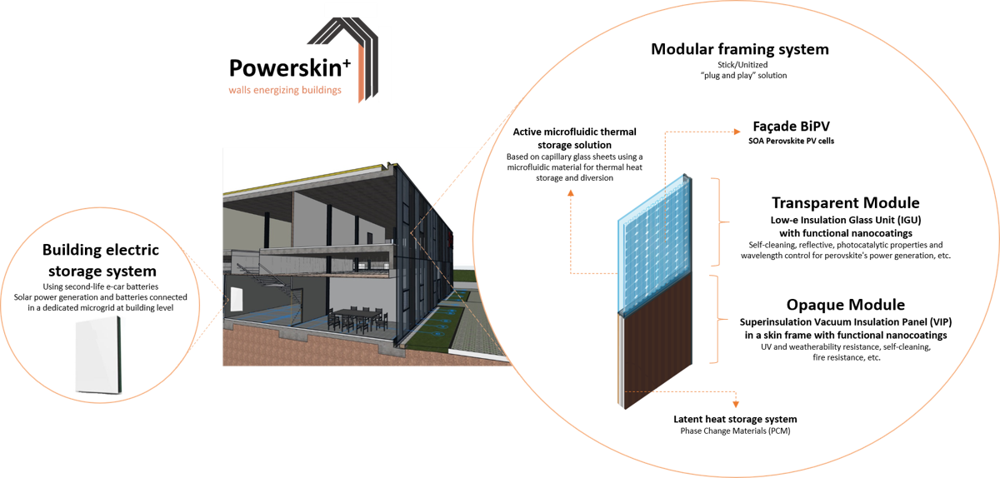 Powerskin+
walls energizing buildings
Building electric
storage system
Using second-life e-car batteries
Solar power generation and batteries connected
in a dedicated microgrid at building level
Modular framing system
Stick/Unitized
“plug and play” solution
Active microfluidic thermal
storage solution
Based on capillary glass sheets using a
microfluidic material for thermal heat
storage and diversion
Façade BiPV
SOA Perovskite PV cells
Transparent Module
Low-e Insulation Glass Unit (IGU)
with functional nanocoatings
Self-cleaning, reflective, photocatalytic properties and
wavelength control for perovskite's power generation, etc.
Opaque Module
Superinsulation Vacuum Insulation Panel (VIP)
in a skin frame with functional nanocoatings
UV and weatherability resistance, self-cleaning,
fire resistance, etc.
Latent heat storage system
Phase Change Materials (PCM)